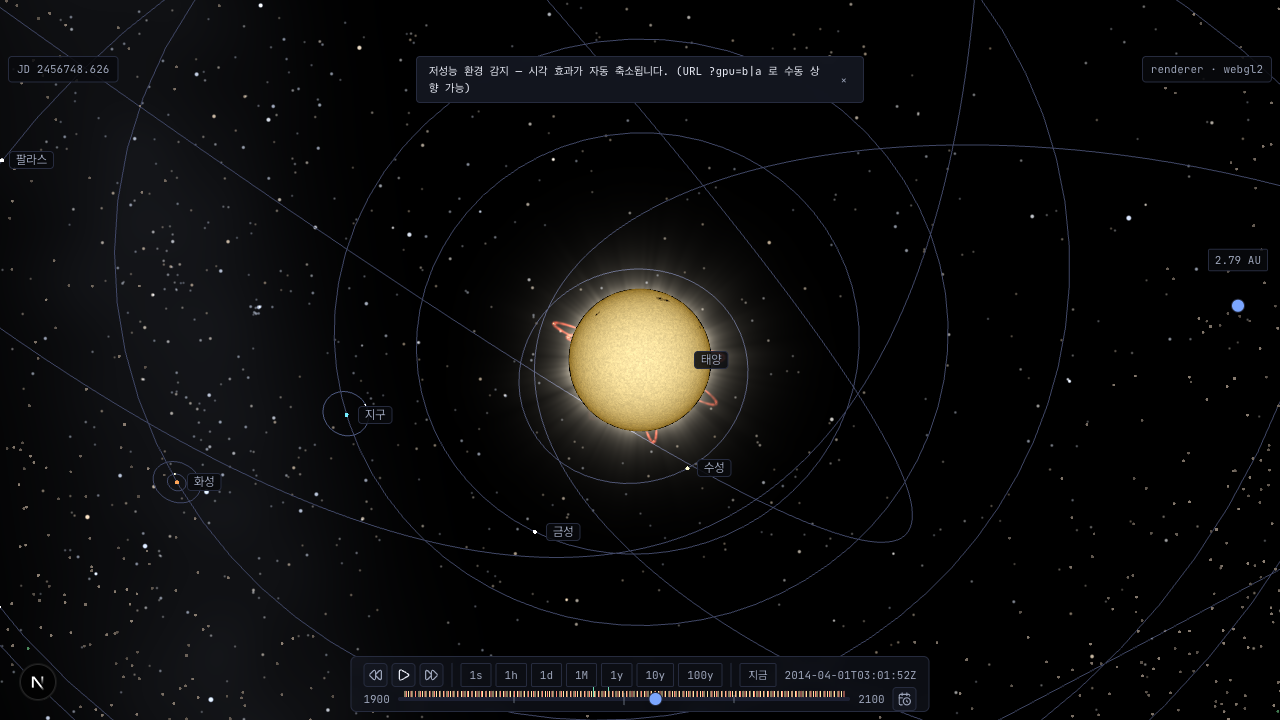 JD 2456748.626
저성능 환경 감지 — 시각 효과가 자동 축소됩니다. (URL ?gpu=b|a 로 수동 상
향 가능)
×
renderer · webgl2
팔라스
2.79 AU
태양
지구
수성
화성
금성
1s 1h 1d 1M 1y 10y 100y 지금 2014-04-01T03:01:52Z
1900 2100
N